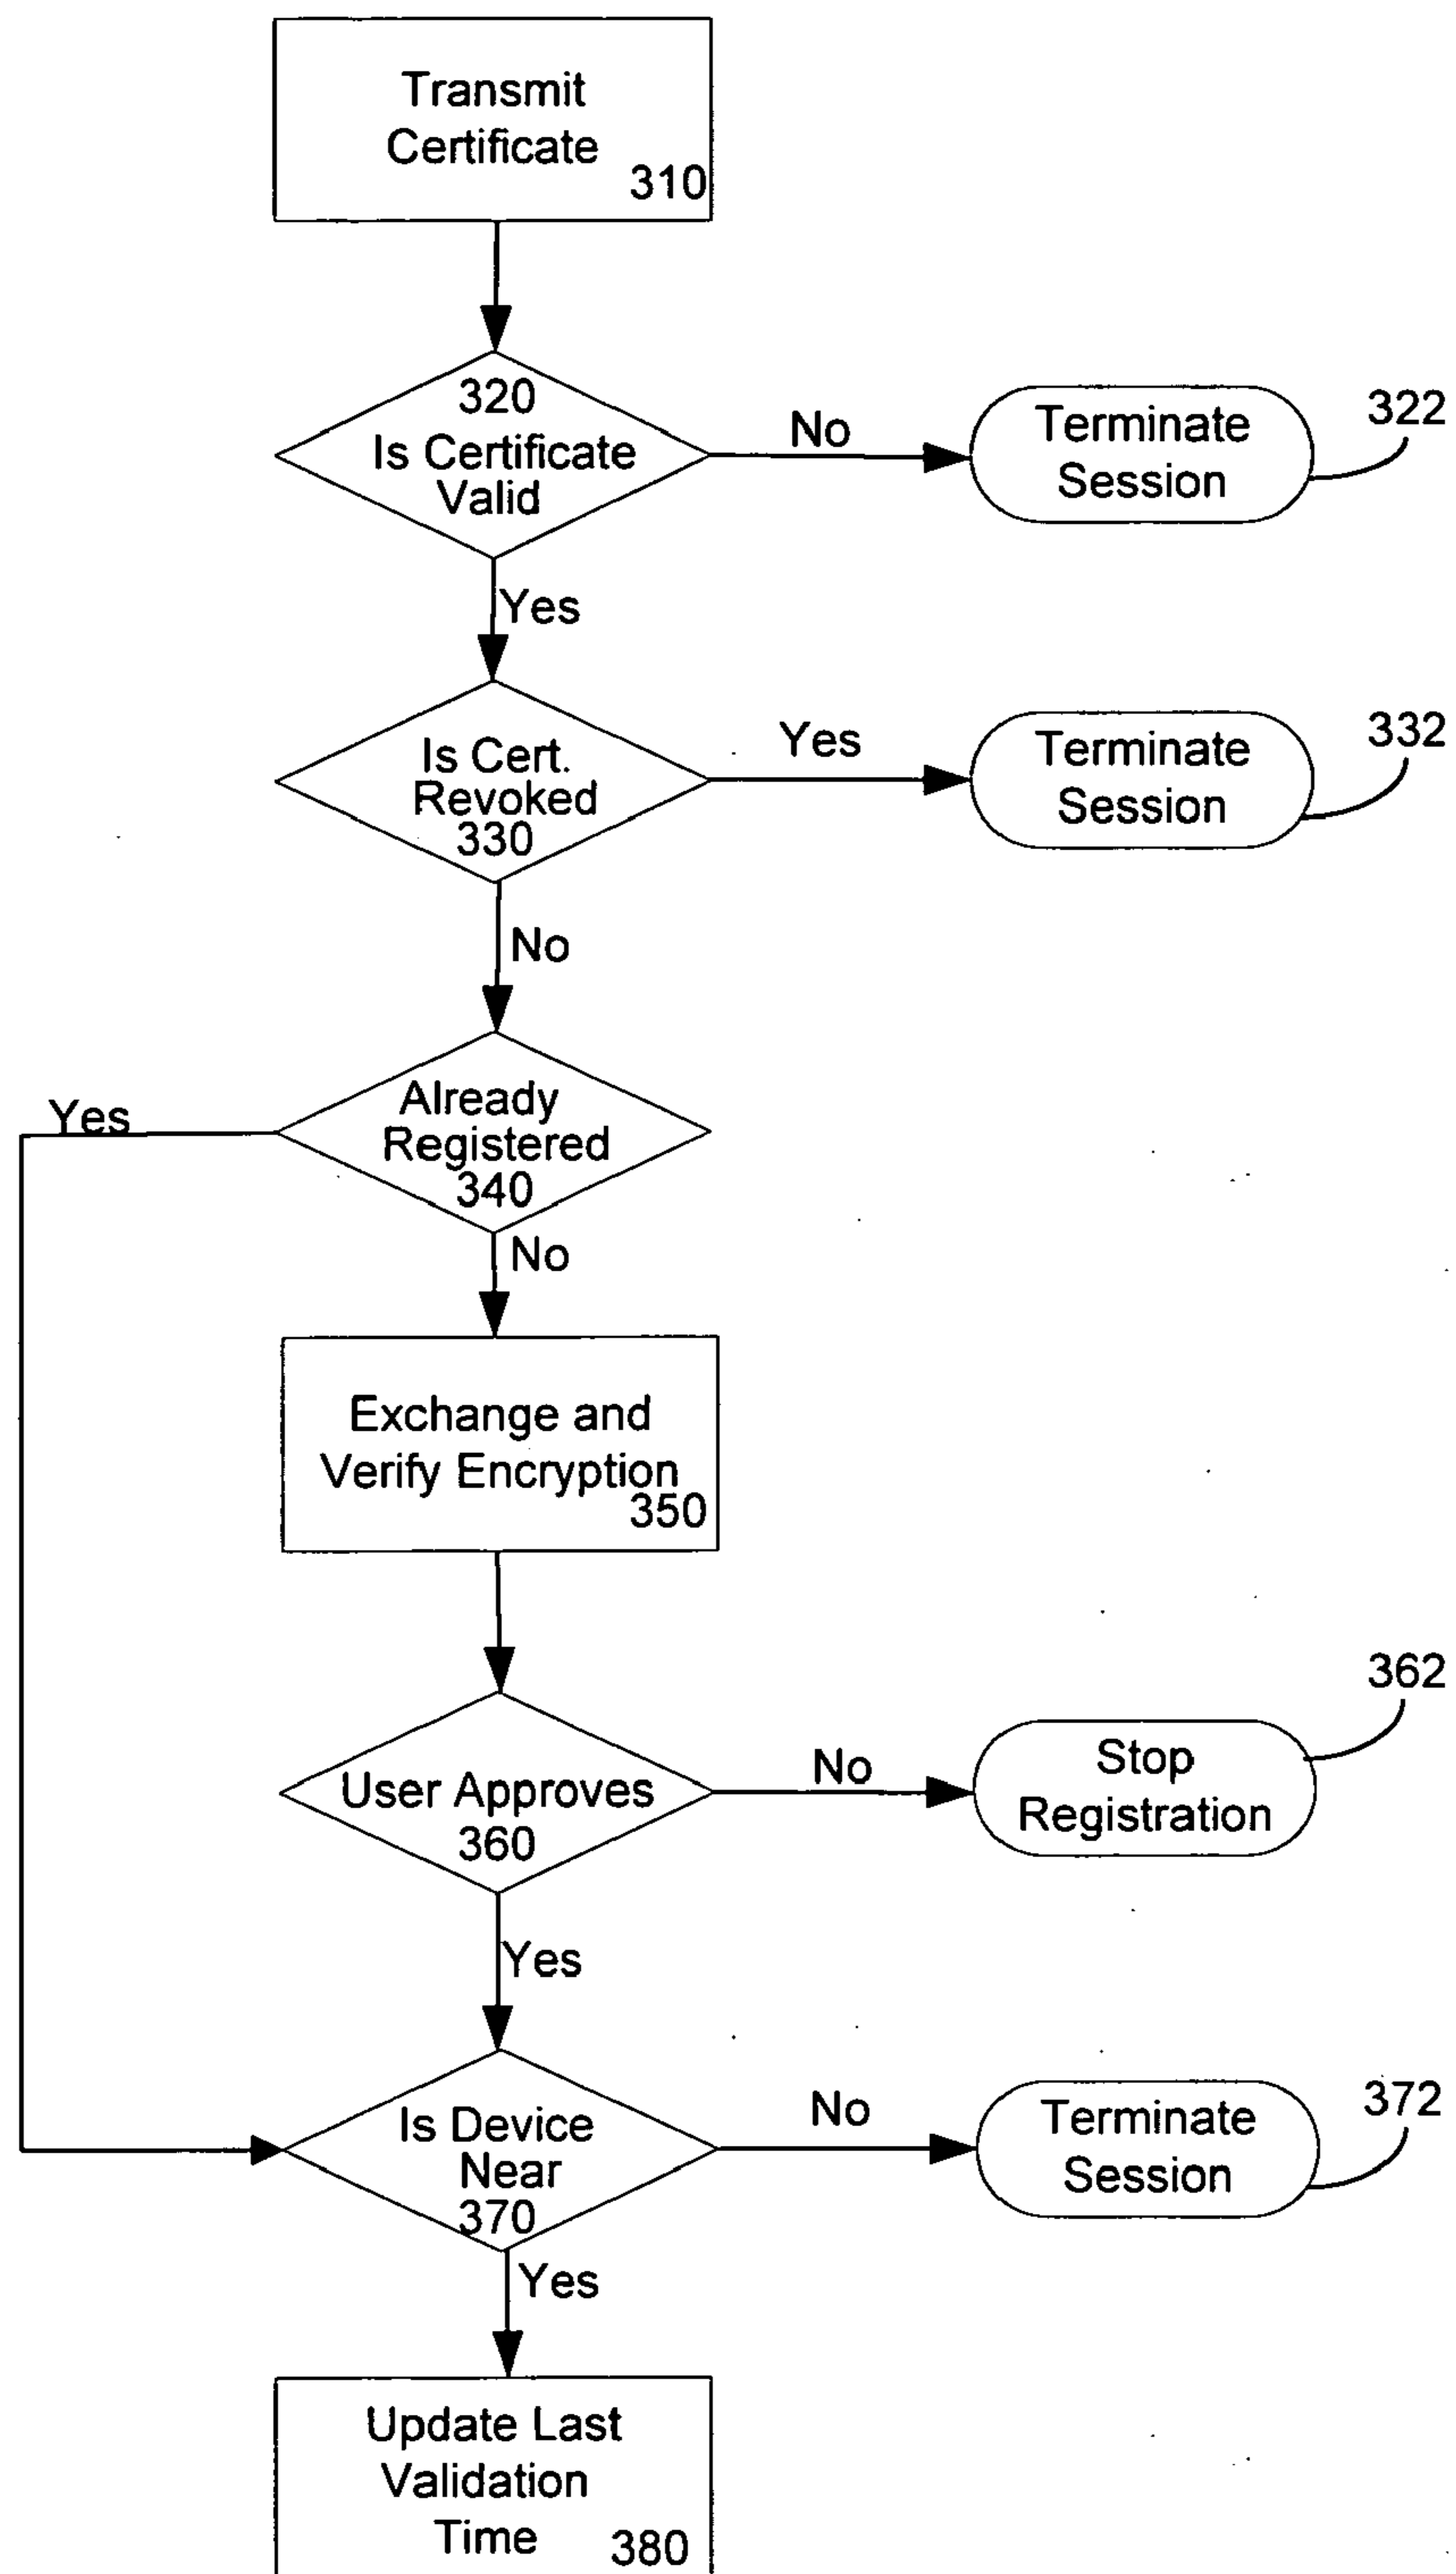 Transmit
Certificate
310
320
Is Certificate
Valid
No
Terminate
Session
322
Yes
Is Cert.
Revoked
330
Yes
Terminate
Session
332
No
Already
Registered
340
Yes
No
Exchange and
Verify Encryption
350
User Approves
360
No
Stop
Registration
362
Yes
Is Device
Near
370
No
Terminate
Session
372
Yes
Update Last
Validation
Time
380